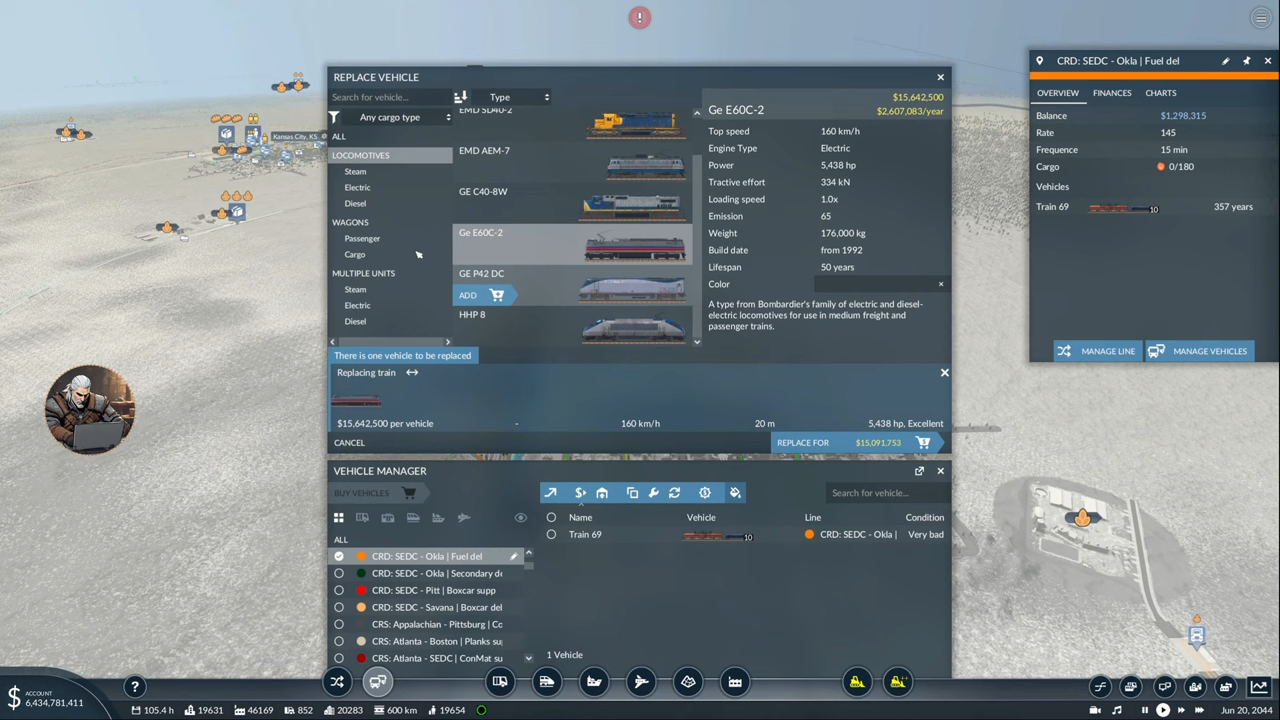 REPLACE VEHICLE
Search for vehicle...
Type
Any cargo type
ALL
LOCOMOTIVES
Steam
Electric
Diesel
WAGONS
Passenger
Cargo
MULTIPLE UNITS
Steam
Electric
Diesel
EMD SD40-2
EMD AEM-7
GE C40-8W
Ge E60C-2
GE P42 DC
ADD
HHP 8
$15,642,500
Ge E60C-2
$2,607,083/year
Top speed 160 km/h
Engine Type Electric
Power 5,438 hp
Tractive effort 334 kN
Loading speed 1.0x
Emission 65
Weight 176,000 kg
Build date from 1992
Lifespan 50 years
Color
A type from Bombardier's family of electric and diesel-
electric locomotives for use in medium freight and
passenger trains.
There is one vehicle to be replaced
Replacing train
$15,642,500 per vehicle - 160 km/h 20 m 5,438 hp, Excellent
CANCEL
REPLACE FOR $15,091,753
VEHICLE MANAGER
BUY VEHICLES
Search for vehicle...
ALL
Name Vehicle Line Condition
Train 69 10 CRD: SEDC - Okla | Very bad
CRD: SEDC - Okla | Fuel del
CRD: SEDC - Okla | Secondary de
CRD: SEDC - Pitt | Boxcar supp
CRD: SEDC - Savana | Boxcar del
CRS: Appalachian - Pittsburg | Co
CRS: Atlanta - Boston | Planks su
CRS: Atlanta - SEDC | ConMat su
1 Vehicle
CRD: SEDC - Okla | Fuel del
OVERVIEW FINANCES CHARTS
Balance $1,298,315
Rate 145
Frequence 15 min
Cargo 0/180
Vehicles
Train 69 10 357 years
MANAGE LINE MANAGE VEHICLES
Kansas City, KS
$ ACCOUNT
6,434,781,411
?
105.4 h 19631 46169 852 20283 600 km 19654
Jun 20, 2044